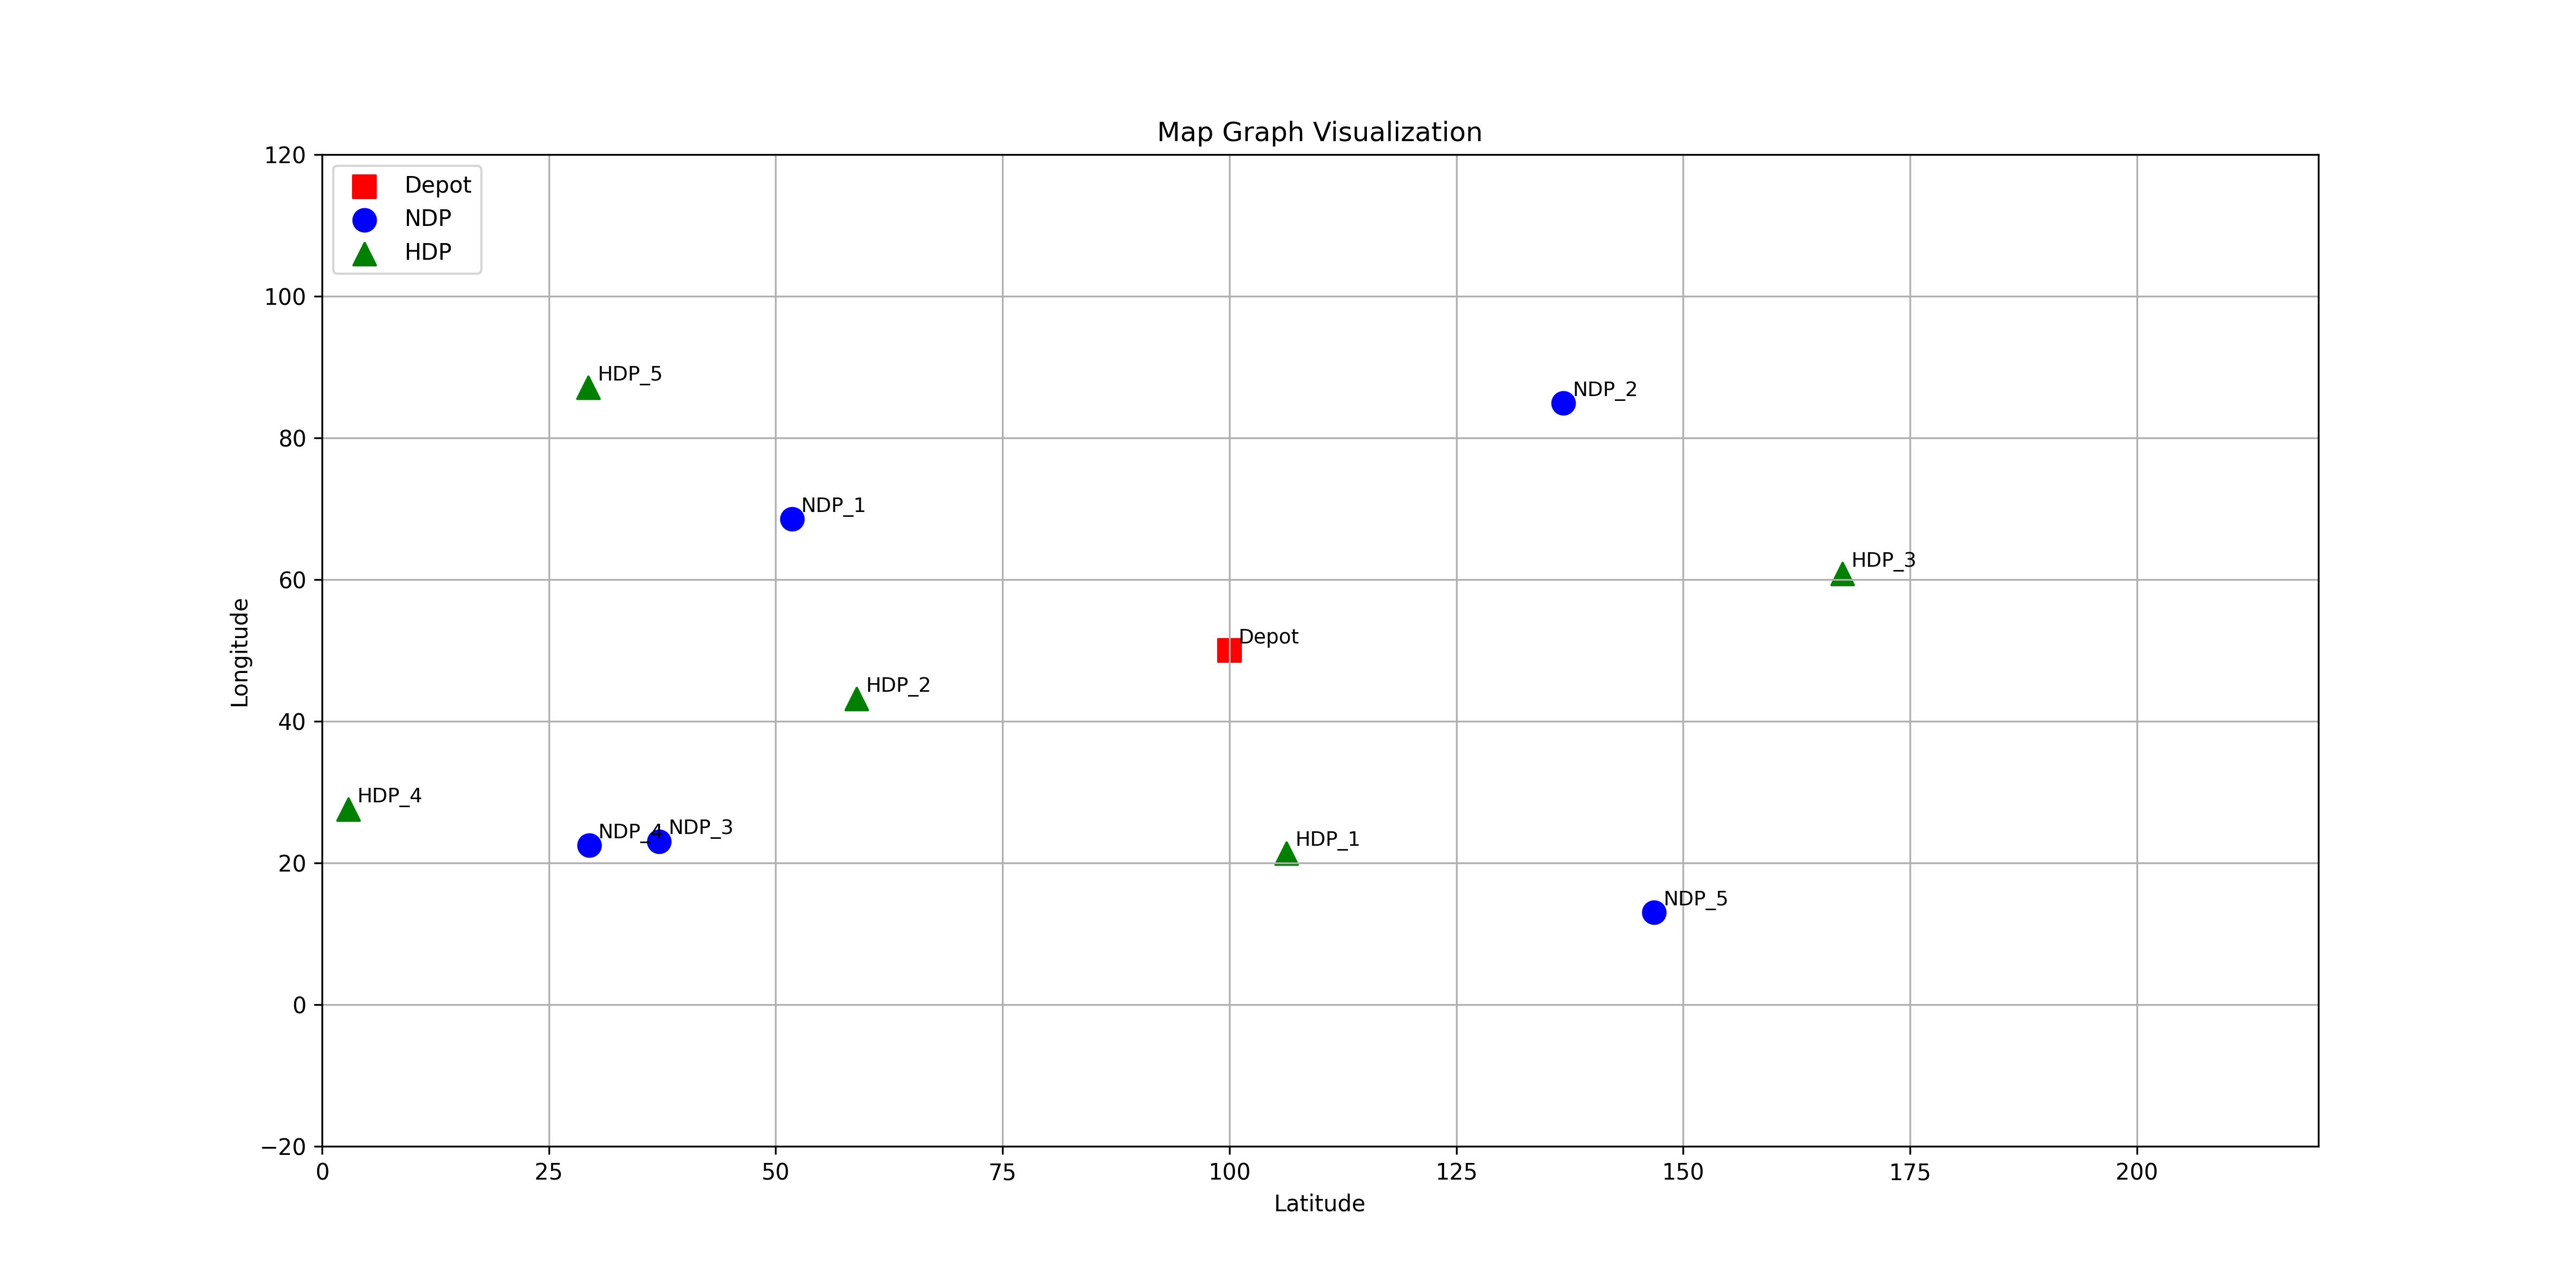 Map Graph Visualization
120
100
80
60
40
20
0
−20
Longitude
Depot
NDP
HDP
HDP_5
NDP_2
NDP_1
HDP_3
Depot
HDP_2
HDP_4
NDP_4
NDP_3
HDP_1
NDP_5
0 25 50 75 100 125 150 175 200
Latitude